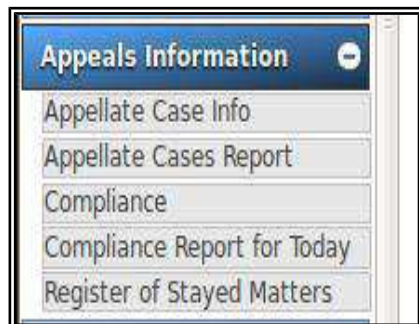 Appeals Information
Appellate Case Info
Appellate Cases Report
Compliance
Compliance Report for Today
Register of Stayed Matters